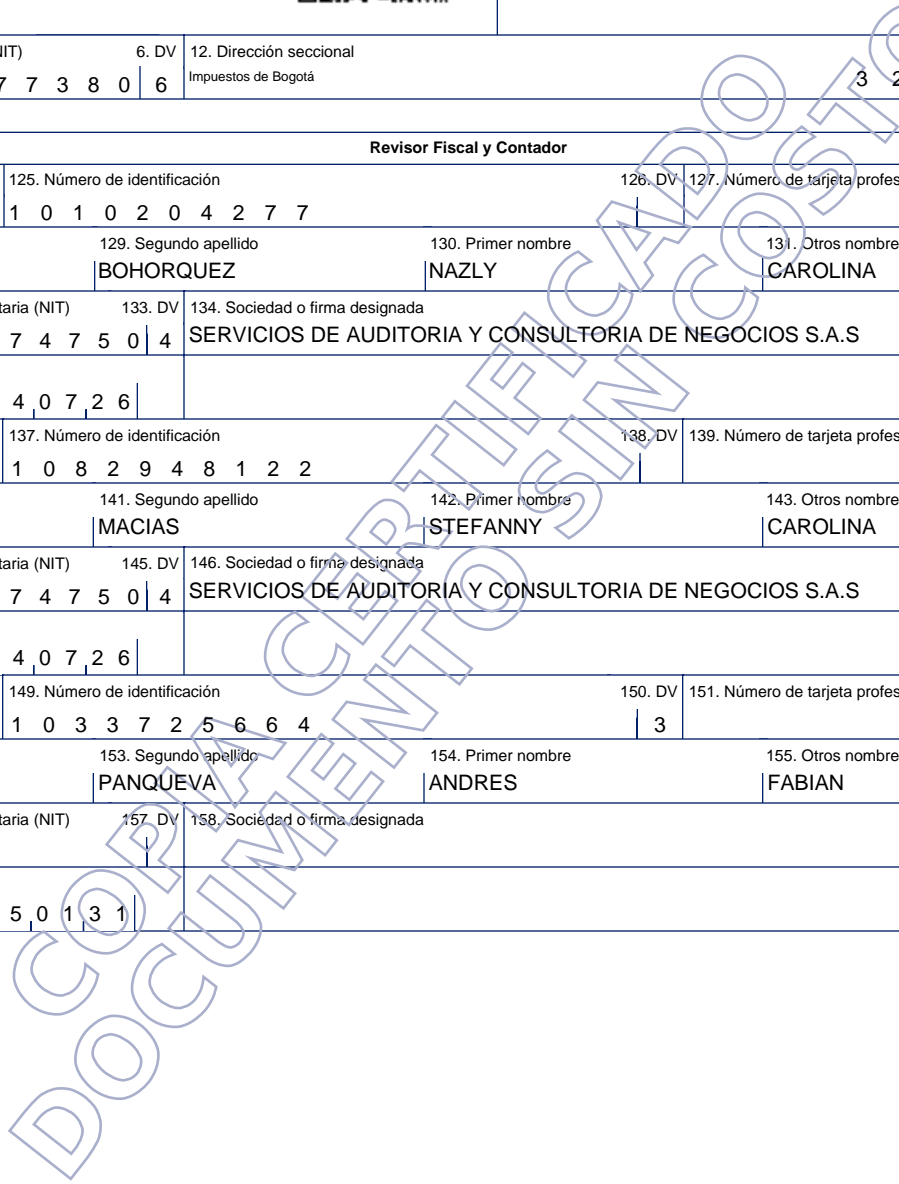 NIT) 6. DV 12. Dirección seccional
7 7 3 8 0 6 Impuestos de Bogotá 3 2
Revisor Fiscal y Contador
125. Número de identificación 126. DV 127. Número de tarjeta profes
1 0 1 0 2 0 4 2 7 7
129. Segundo apellido 130. Primer nombre 131. Otros nombre
BOHORQUEZ NAZLY CAROLINA
taria (NIT) 133. DV 134. Sociedad o firma designada
7 4 7 5 0 4 SERVICIOS DE AUDITORIA Y CONSULTORIA DE NEGOCIOS S.A.S
4 0 7 2 6
137. Número de identificación 138. DV 139. Número de tarjeta profes
1 0 8 2 9 4 8 1 2 2
141. Segundo apellido 142. Primer nombre 143. Otros nombre
MACIAS STEFANNY CAROLINA
taria (NIT) 145. DV 146. Sociedad o firma designada
7 4 7 5 0 4 SERVICIOS DE AUDITORIA Y CONSULTORIA DE NEGOCIOS S.A.S
4 0 7 2 6
149. Número de identificación 150. DV 151. Número de tarjeta profes
1 0 3 3 7 2 5 6 6 4 3
153. Segundo apellido 154. Primer nombre 155. Otros nombre
PANQUEVA ANDRES FABIAN
taria (NIT) 157. DV 158. Sociedad o firma designada
5 0 1 3 1
COPIA CERTIFICADO
DOCUMENTO SIN COSTO